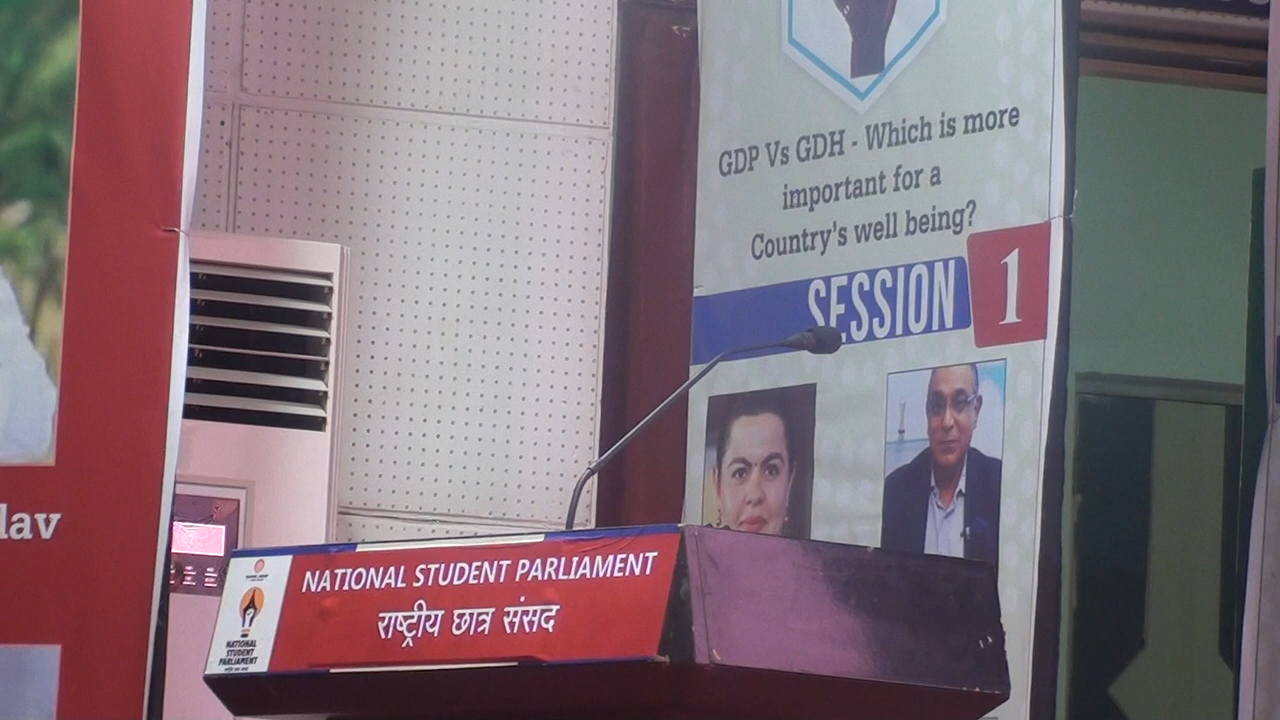 GDP Vs GDH - Which is more
important for a
Country's well being?
SESSION 1
lav
NATIONAL STUDENT PARLIAMENT
राष्ट्रीय छात्र संसद
NATIONAL
STUDENT
PARLIAMENT